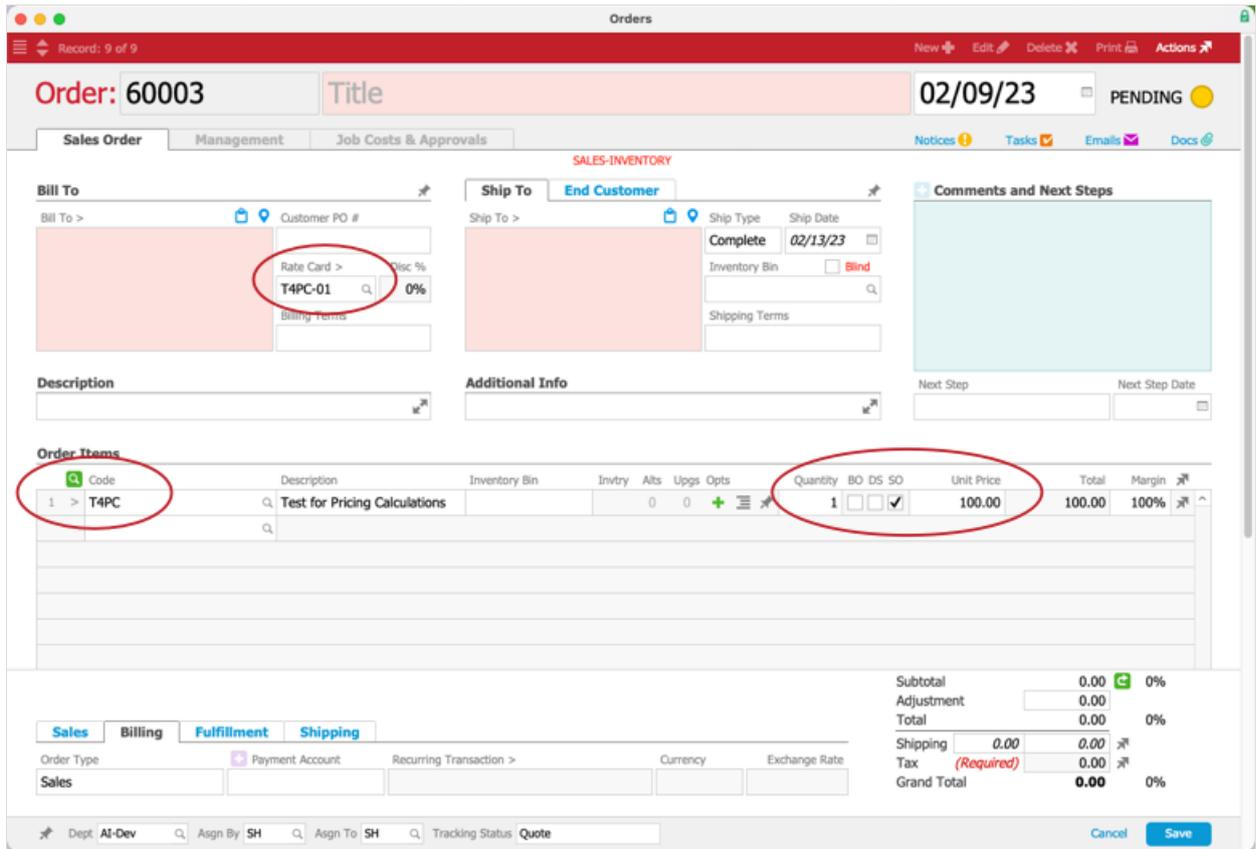 Orders
Record: 9 of 9 New Edit Delete Print Actions
Order: 60003 Title 02/09/23 PENDING
Sales Order Management Job Costs & Approvals Notices Tasks Emails Docs
SALES-INVENTORY
Bill To Ship To End Customer Comments and Next Steps
Bill To > Customer PO # Ship To > Ship Type Ship Date
Complete 02/13/23
Rate Card > Disc % Inventory Bin Blind
T4PC-01 0%
Billing Terms Shipping Terms
Description Additional Info Next Step Next Step Date
Order Items
Code Description Inventory Bin Invtry Alts Upgs Opts Quantity BO DS SO Unit Price Total Margin
1 > T4PC Test for Pricing Calculations 0 0 1 100.00 100.00 100%
Subtotal 0.00 0%
Adjustment 0.00
Total 0.00 0%
Sales Billing Fulfillment Shipping
Shipping 0.00 0.00
Order Type Payment Account Recurring Transaction > Currency Exchange Rate
Tax (Required) 0.00
Sales
Grand Total 0.00 0%
Dept AI-Dev Asgn By SH Asgn To SH Tracking Status Quote Cancel Save